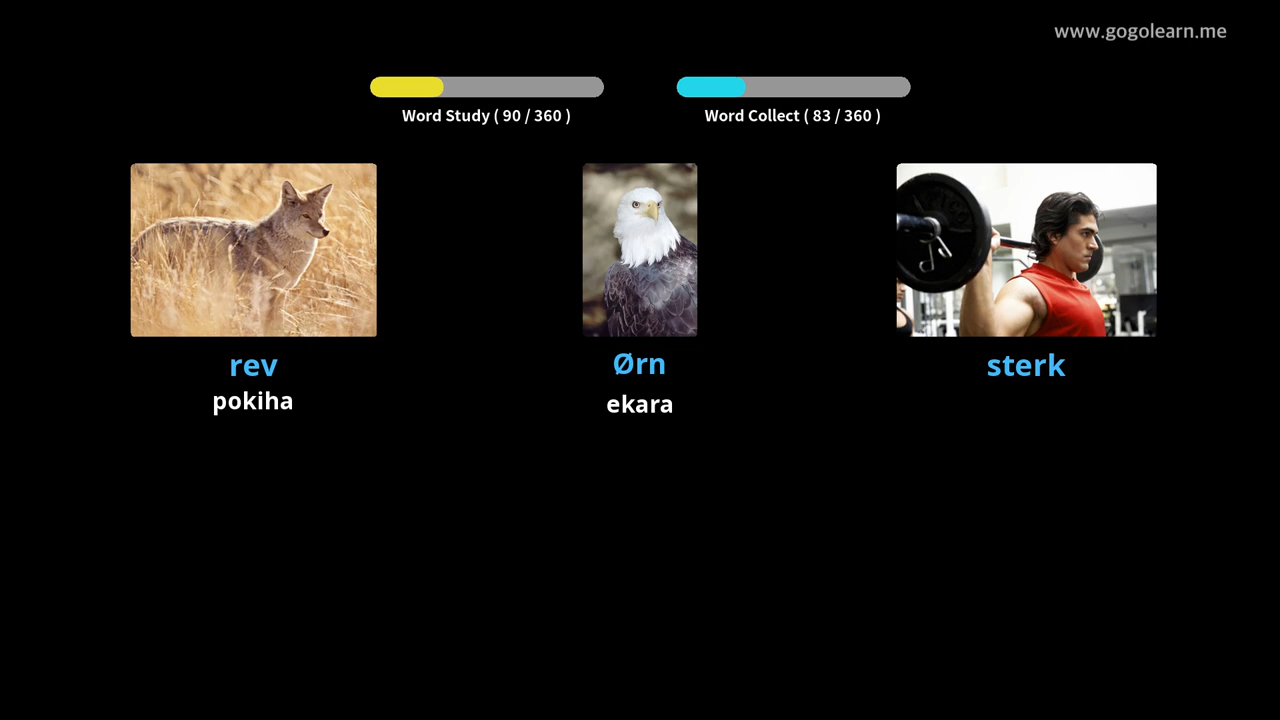 www.gogolearn.me
Word Study ( 90 / 360 )
Word Collect ( 83 / 360 )
rev
pokiha
Ørn
ekara
sterk